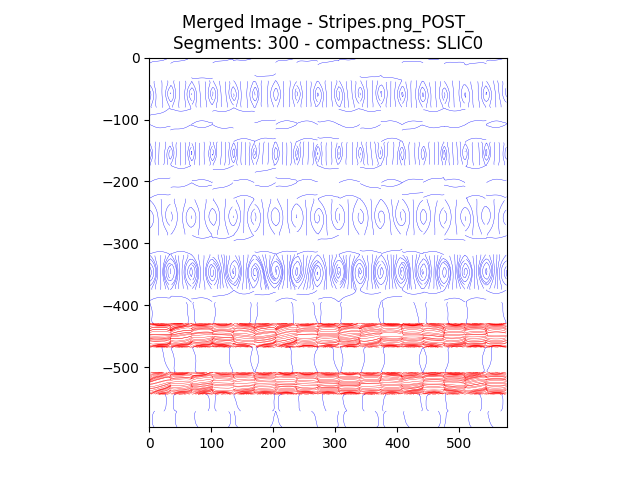 Merged Image - Stripes.png_POST_
Segments: 300 - compactness: SLIC0
0
−100
−200
−300
−400
−500
0 100 200 300 400 500